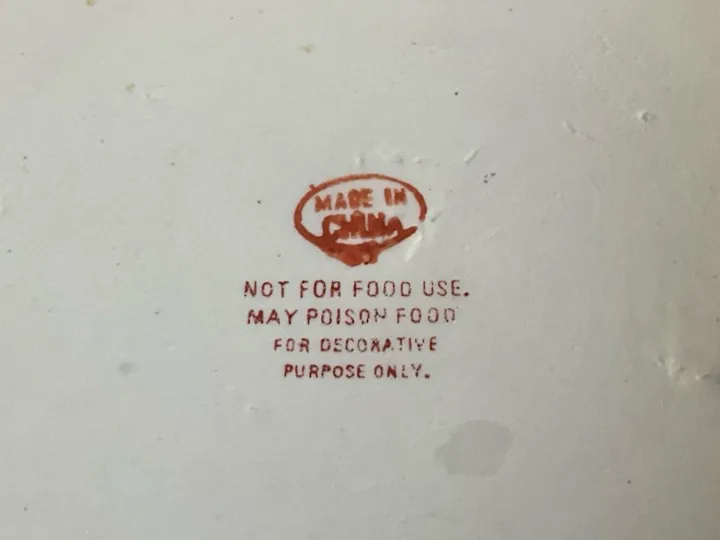 MADE IN
CHINA
NOT FOR FOOD USE.
MAY POISON FOOD
FOR DECORATIVE
PURPOSE ONLY.